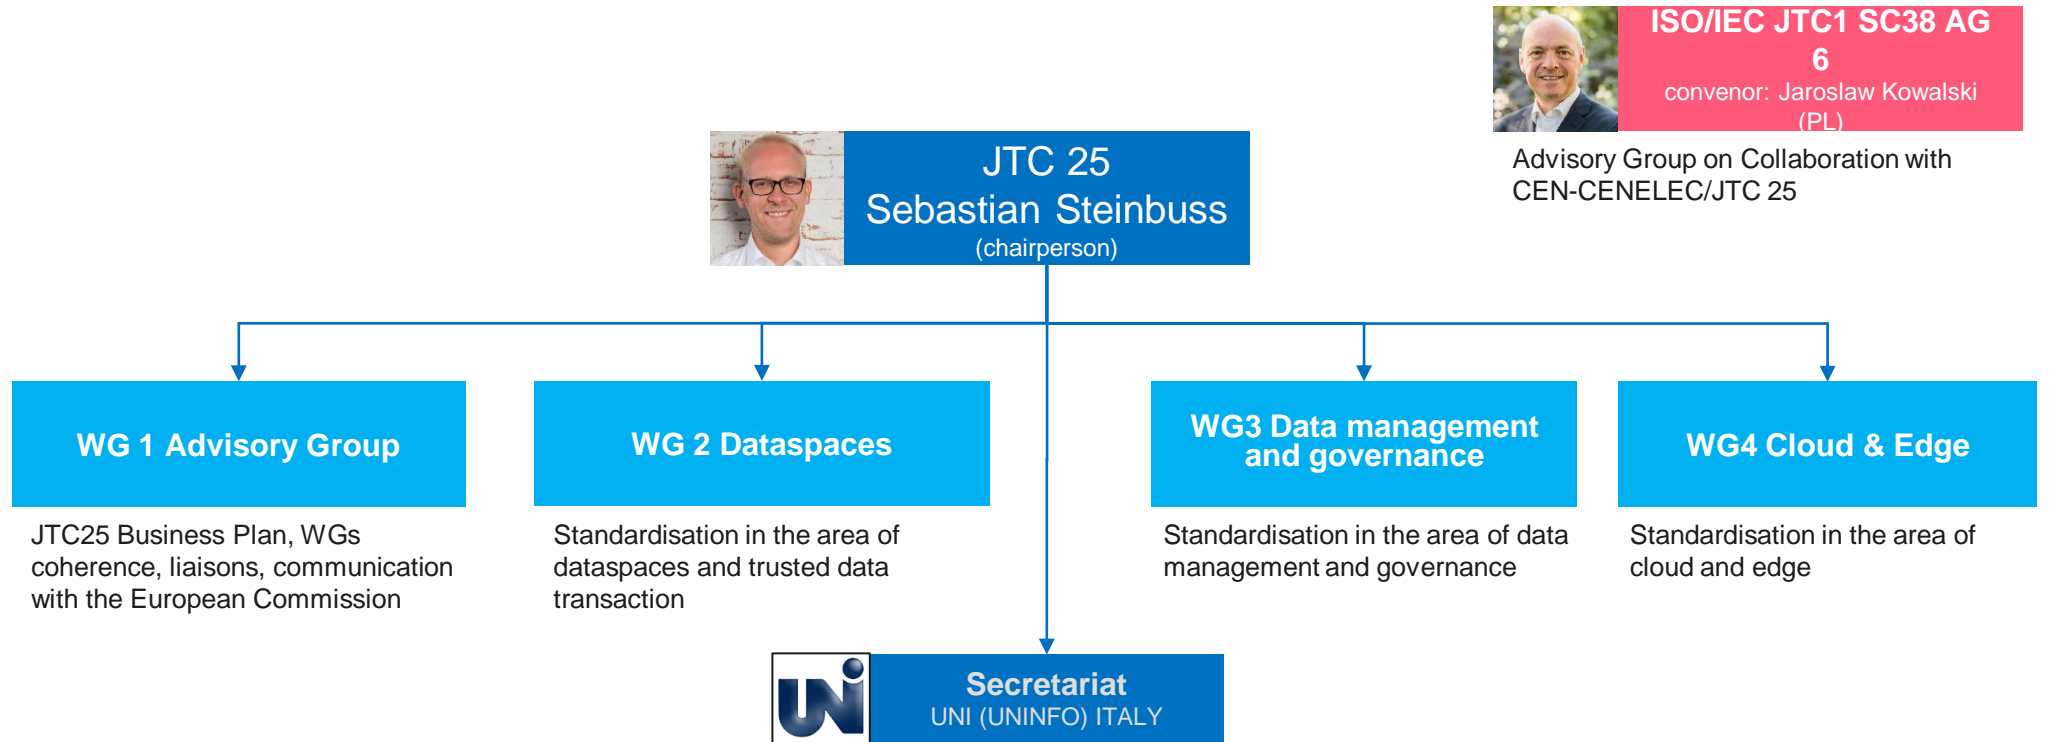 ISO/IEC JTC1 SC38 AG
6
convenor: Jaroslaw Kowalski
(PL)
Advisory Group on Collaboration with
CEN-CENELEC/JTC 25
JTC 25
Sebastian Steinbuss
(chairperson)
WG 1 Advisory Group
JTC25 Business Plan, WGs
coherence, liaisons, communication
with the European Commission
WG 2 Dataspaces
Standardisation in the area of
dataspaces and trusted data
transaction
WG3 Data management
and governance
Standardisation in the area of data
management and governance
WG4 Cloud & Edge
Standardisation in the area of
cloud and edge
UNI
Secretariat
UNI (UNINFO) ITALY